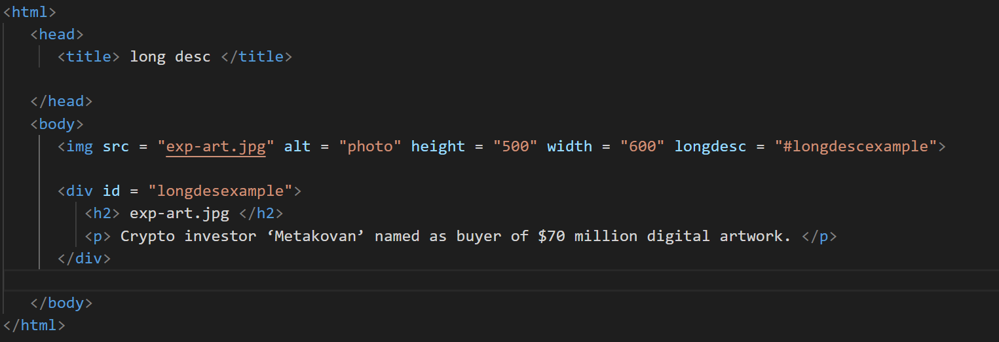 <html>
<head>
<title> long desc </title>
</head>
<body>
<img src = "exp-art.jpg" alt = "photo" height = "500" width = "600" longdesc = "#longdescexample">
<div id = "longdesexample">
<h2> exp-art.jpg </h2>
<p> Crypto investor ‘Metakovan’ named as buyer of $70 million digital artwork. </p>
</div>
</body>
</html>